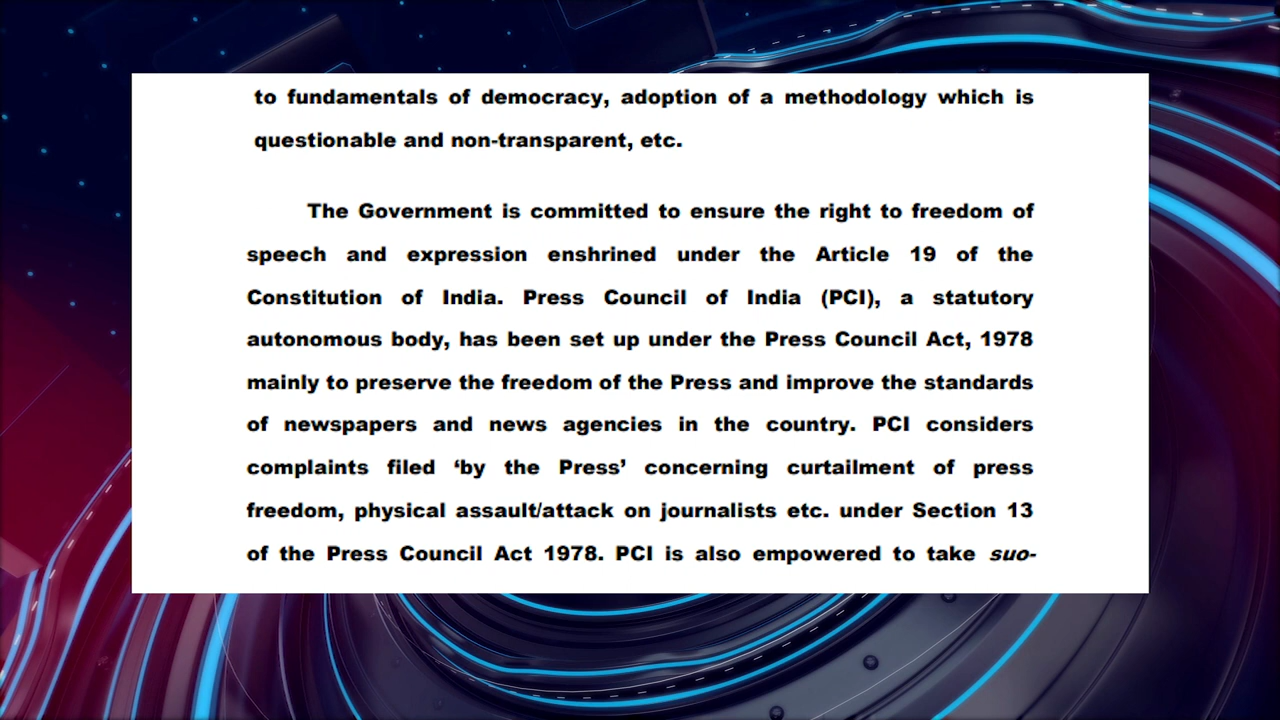 to fundamentals of democracy, adoption of a methodology which is
questionable and non-transparent, etc.
The Government is committed to ensure the right to freedom of
speech and expression enshrined under the Article 19 of the
Constitution of India. Press Council of India (PCI), a statutory
autonomous body, has been set up under the Press Council Act, 1978
mainly to preserve the freedom of the Press and improve the standards
of newspapers and news agencies in the country. PCI considers
complaints filed ‘by the Press’ concerning curtailment of press
freedom, physical assault/attack on journalists etc. under Section 13
of the Press Council Act 1978. PCI is also empowered to take suo-